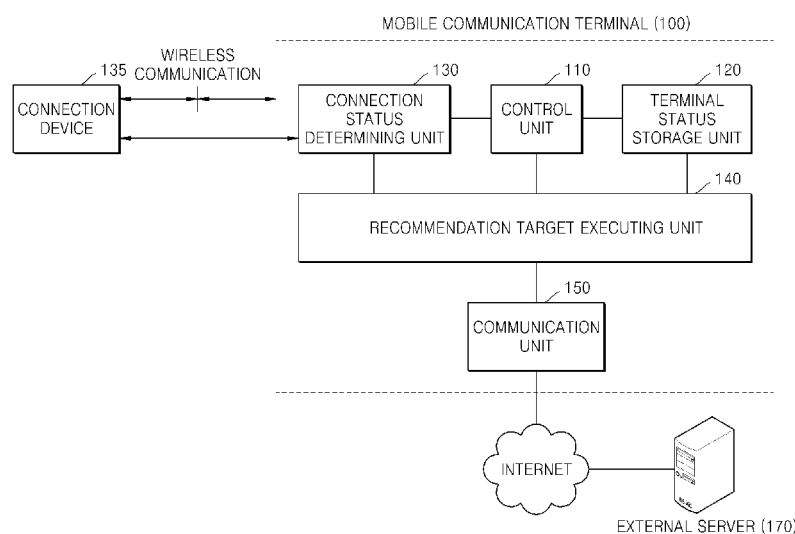 MOBILE COMMUNICATION TERMINAL (100)
WIRELESS
COMMUNICATION
135
130
110
120
CONNECTION
DEVICE
CONNECTION
STATUS
DETERMINING UNIT
CONTROL
UNIT
TERMINAL
STATUS
STORAGE UNIT
140
RECOMMENDATION TARGET EXECUTING UNIT
150
COMMUNICATION
UNIT
INTERNET
EXTERNAL SERVER (170)